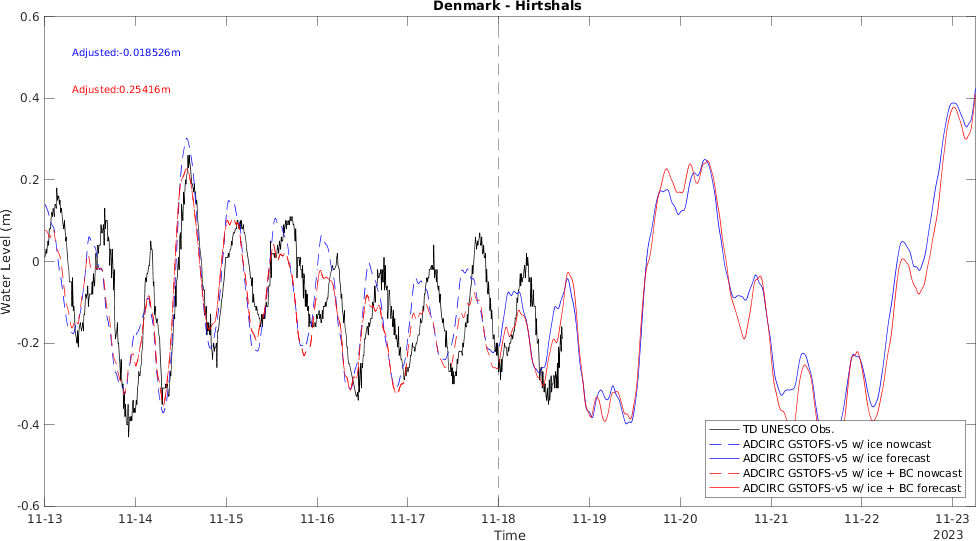 Denmark - Hirtshals
0.6
Adjusted:-0.018526m
Adjusted:0.25416m
0.4
0.2
0
-0.2
-0.4
-0.6
Water Level (m)
TD UNESCO Obs.
ADCIRC GSTOFS-v5 w/ ice nowcast
ADCIRC GSTOFS-v5 w/ ice forecast
ADCIRC GSTOFS-v5 w/ ice + BC nowcast
ADCIRC GSTOFS-v5 w/ ice + BC forecast
11-13 11-14 11-15 11-16 11-17 11-18 11-19 11-20 11-21 11-22 11-23
Time
2023